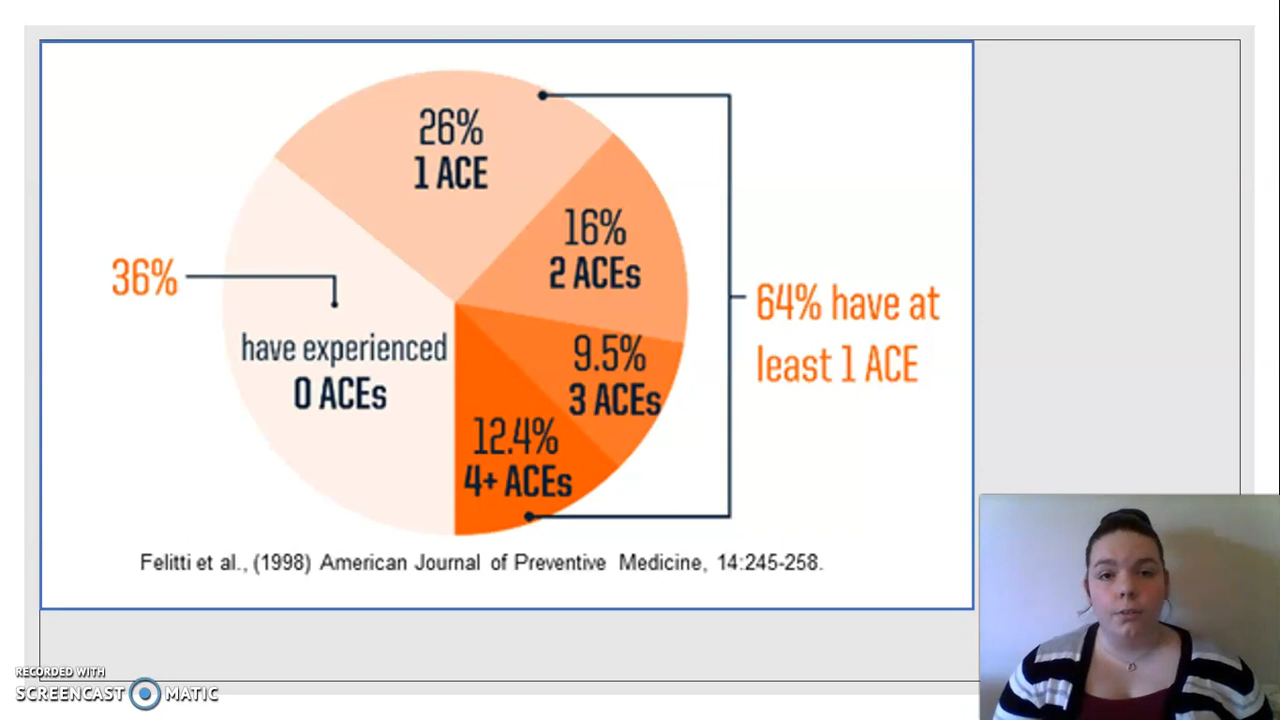 26%
1 ACE
16%
2 ACEs
36%
64% have at
least 1 ACE
have experienced
0 ACEs
9.5%
3 ACEs
12.4%
4+ ACEs
Felitti et al., (1998) American Journal of Preventive Medicine, 14:245-258.
RECORDED WITH
SCREENCAST MATIC